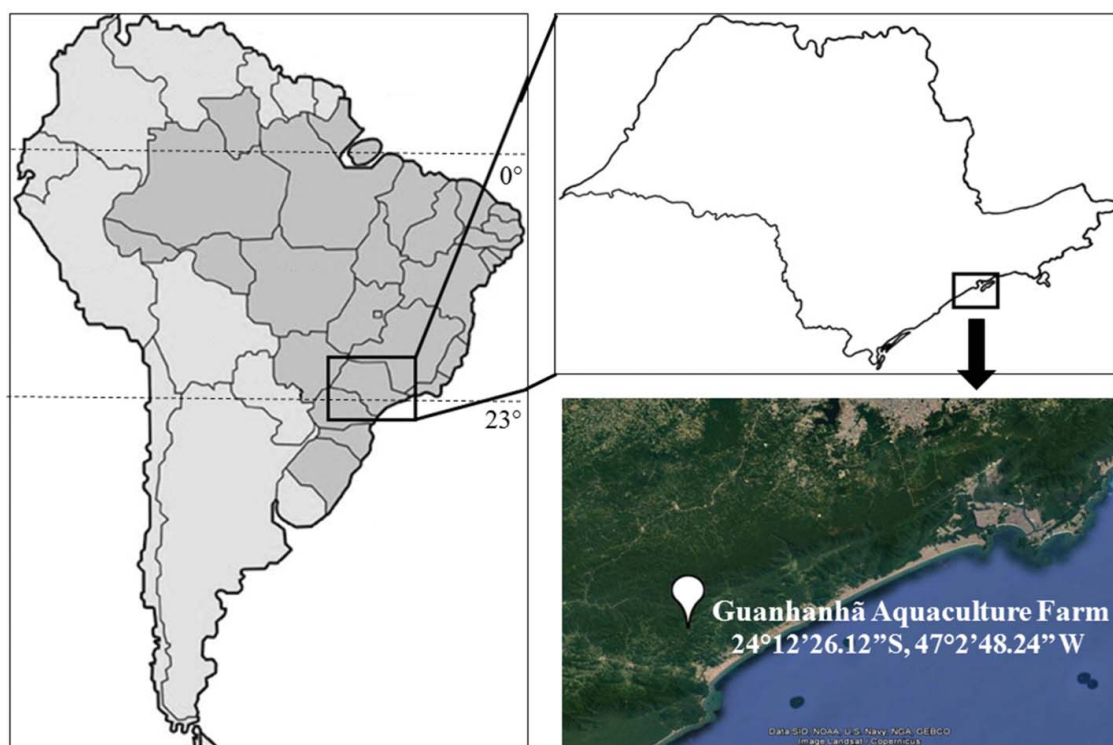 0°
23°
Guanhanhã Aquaculture Farm
24°12’26.12”S, 47°2’48.24”W
Data SIO, NOAA, U.S. Navy, NGA, GEBCO
Image Landsat / Copernicus